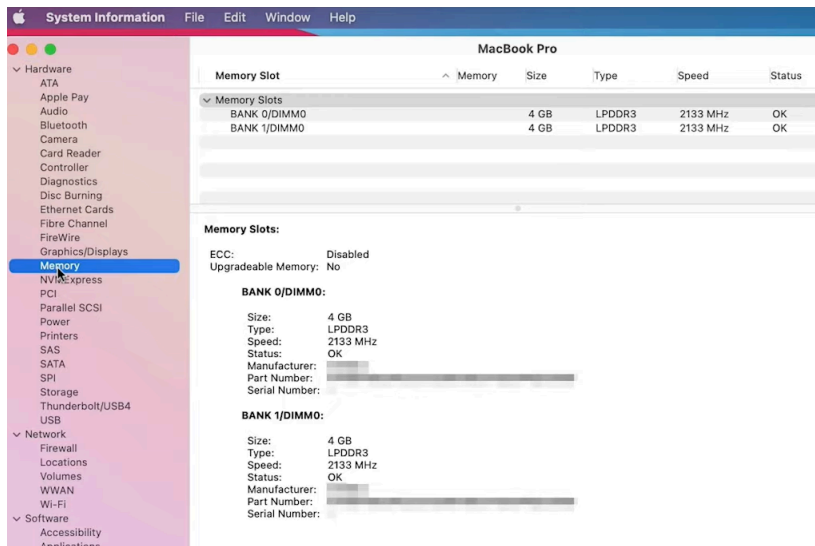 System Information File Edit Window Help
MacBook Pro
Memory Slot Memory Size Type Speed Status
Memory Slots
BANK 0/DIMM0 4 GB LPDDR3 2133 MHz OK
BANK 1/DIMM0 4 GB LPDDR3 2133 MHz OK
Hardware
ATA
Apple Pay
Audio
Bluetooth
Camera
Card Reader
Controller
Diagnostics
Disc Burning
Ethernet Cards
Fibre Channel
FireWire
Graphics/Displays
Memory
NVMExpress
PCI
Parallel SCSI
Power
Printers
SAS
SATA
SPI
Storage
Thunderbolt/USB4
USB
Network
Firewall
Locations
Volumes
WWAN
Wi-Fi
Software
Accessibility
Applications
Memory Slots:
ECC: Disabled
Upgradeable Memory: No
BANK 0/DIMM0:
Size: 4 GB
Type: LPDDR3
Speed: 2133 MHz
Status: OK
Manufacturer:
Part Number:
Serial Number:
BANK 1/DIMM0:
Size: 4 GB
Type: LPDDR3
Speed: 2133 MHz
Status: OK
Manufacturer:
Part Number:
Serial Number: